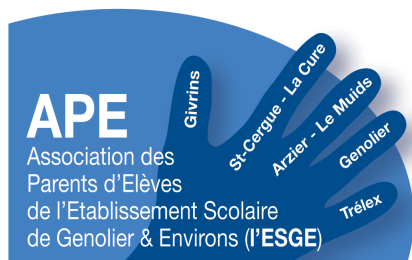 APE
Association des
Parents d'Elèves
de l'Etablissement Scolaire
de Genolier & Environs (l'ESGE)
Givrins
St-Cergue - La Cure
Arzier - Le Muids
Genolier
Trélex